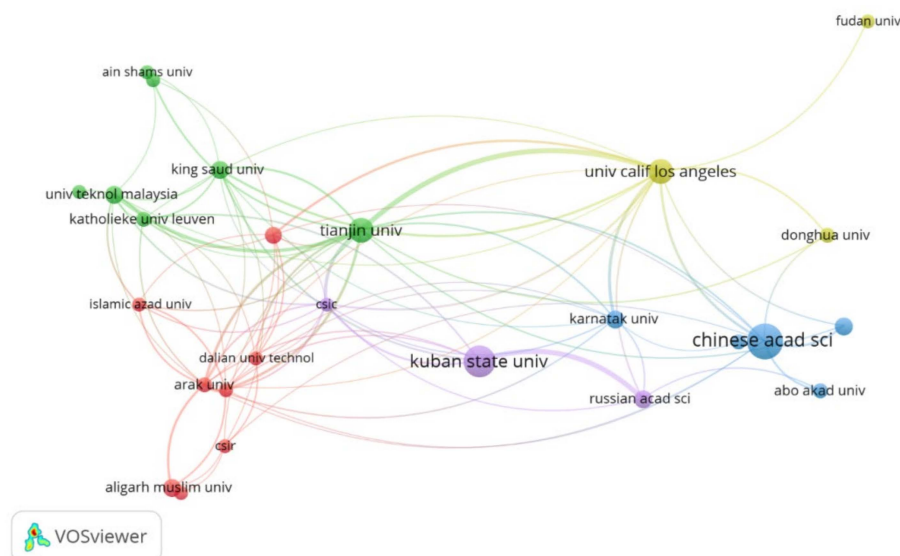 fudan univ
ain shams univ
king saud univ
univ calif los angeles
univ teknol malaysia
katholieke univ leuven
tianjin univ
donghua univ
islamic azad univ
csic
karnatak univ
chinese acad sci
dalian univ technol
kuban state univ
arak univ
abo akad univ
russian acad sci
csir
aligarh muslim univ
VOSviewer